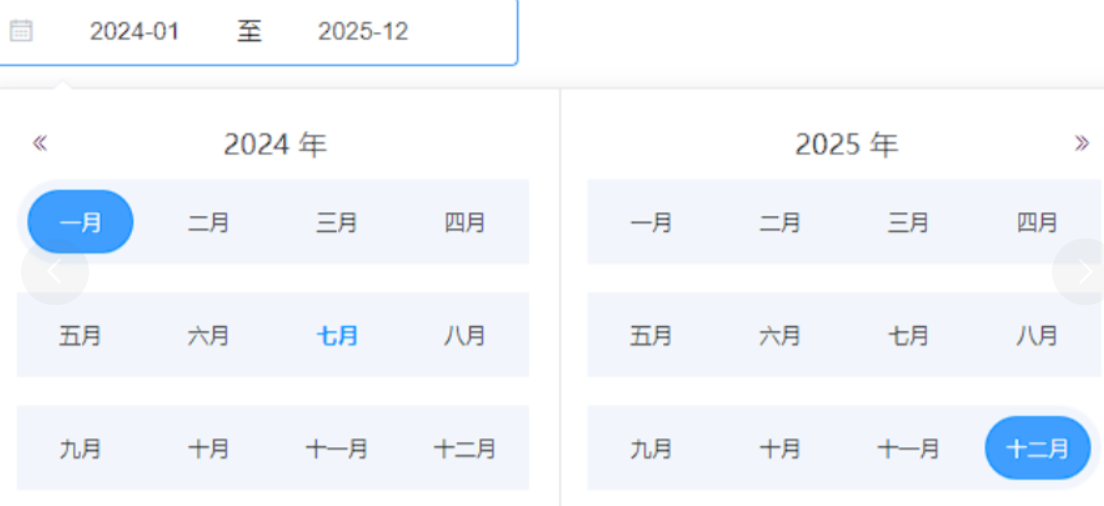 2024-01 至 2025-12
« 2024 年
一月 二月 三月 四月
五月 六月 七月 八月
九月 十月 十一月 十二月
2025 年 »
一月 二月 三月 四月
五月 六月 七月 八月
九月 十月 十一月 十二月